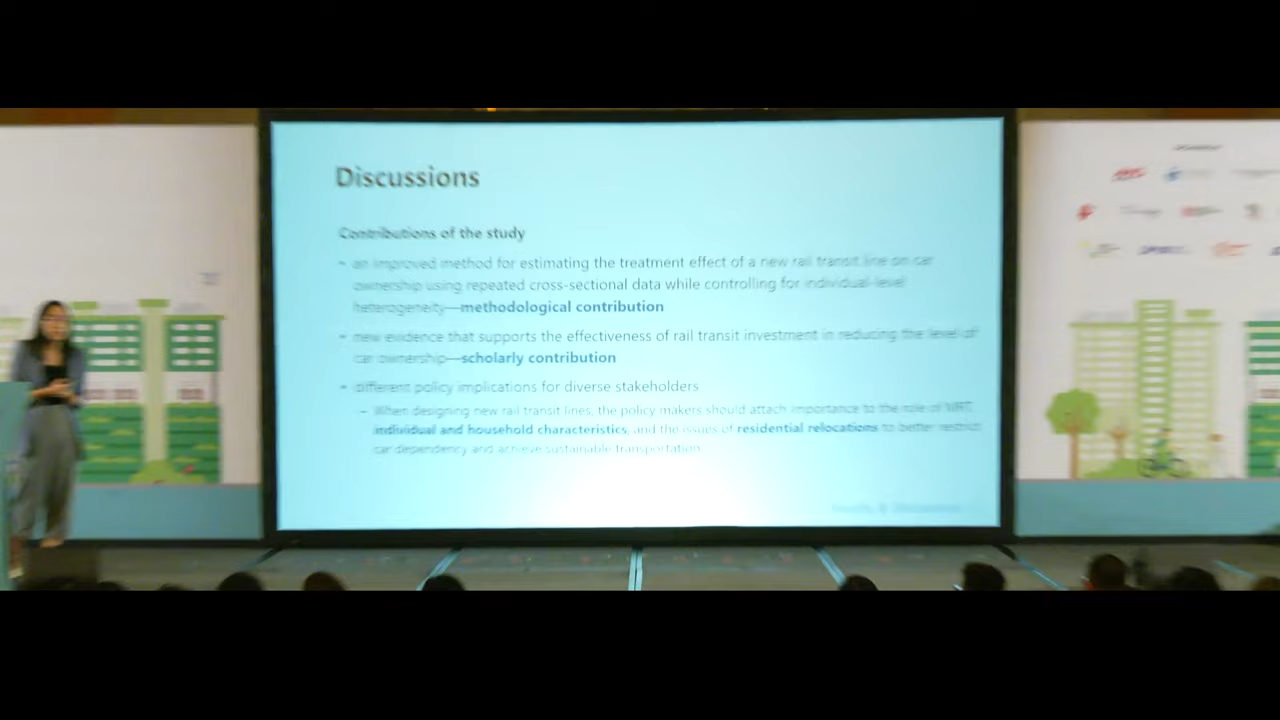 Discussions
Contributions of the study
• an improved method for estimating the treatment effect of a new rail transit line on car
ownership using repeated cross-sectional data while controlling for individual-level
heterogeneity—methodological contribution
• new evidence that supports the effectiveness of rail transit investment in reducing the level of
car ownership—scholarly contribution
• different policy implications for diverse stakeholders
– When designing new rail transit lines, the policy makers should attach importance to the role of NRT,
individual and household characteristics, and the issues of residential relocations to better restrict
car dependency and achieve sustainable transportation.